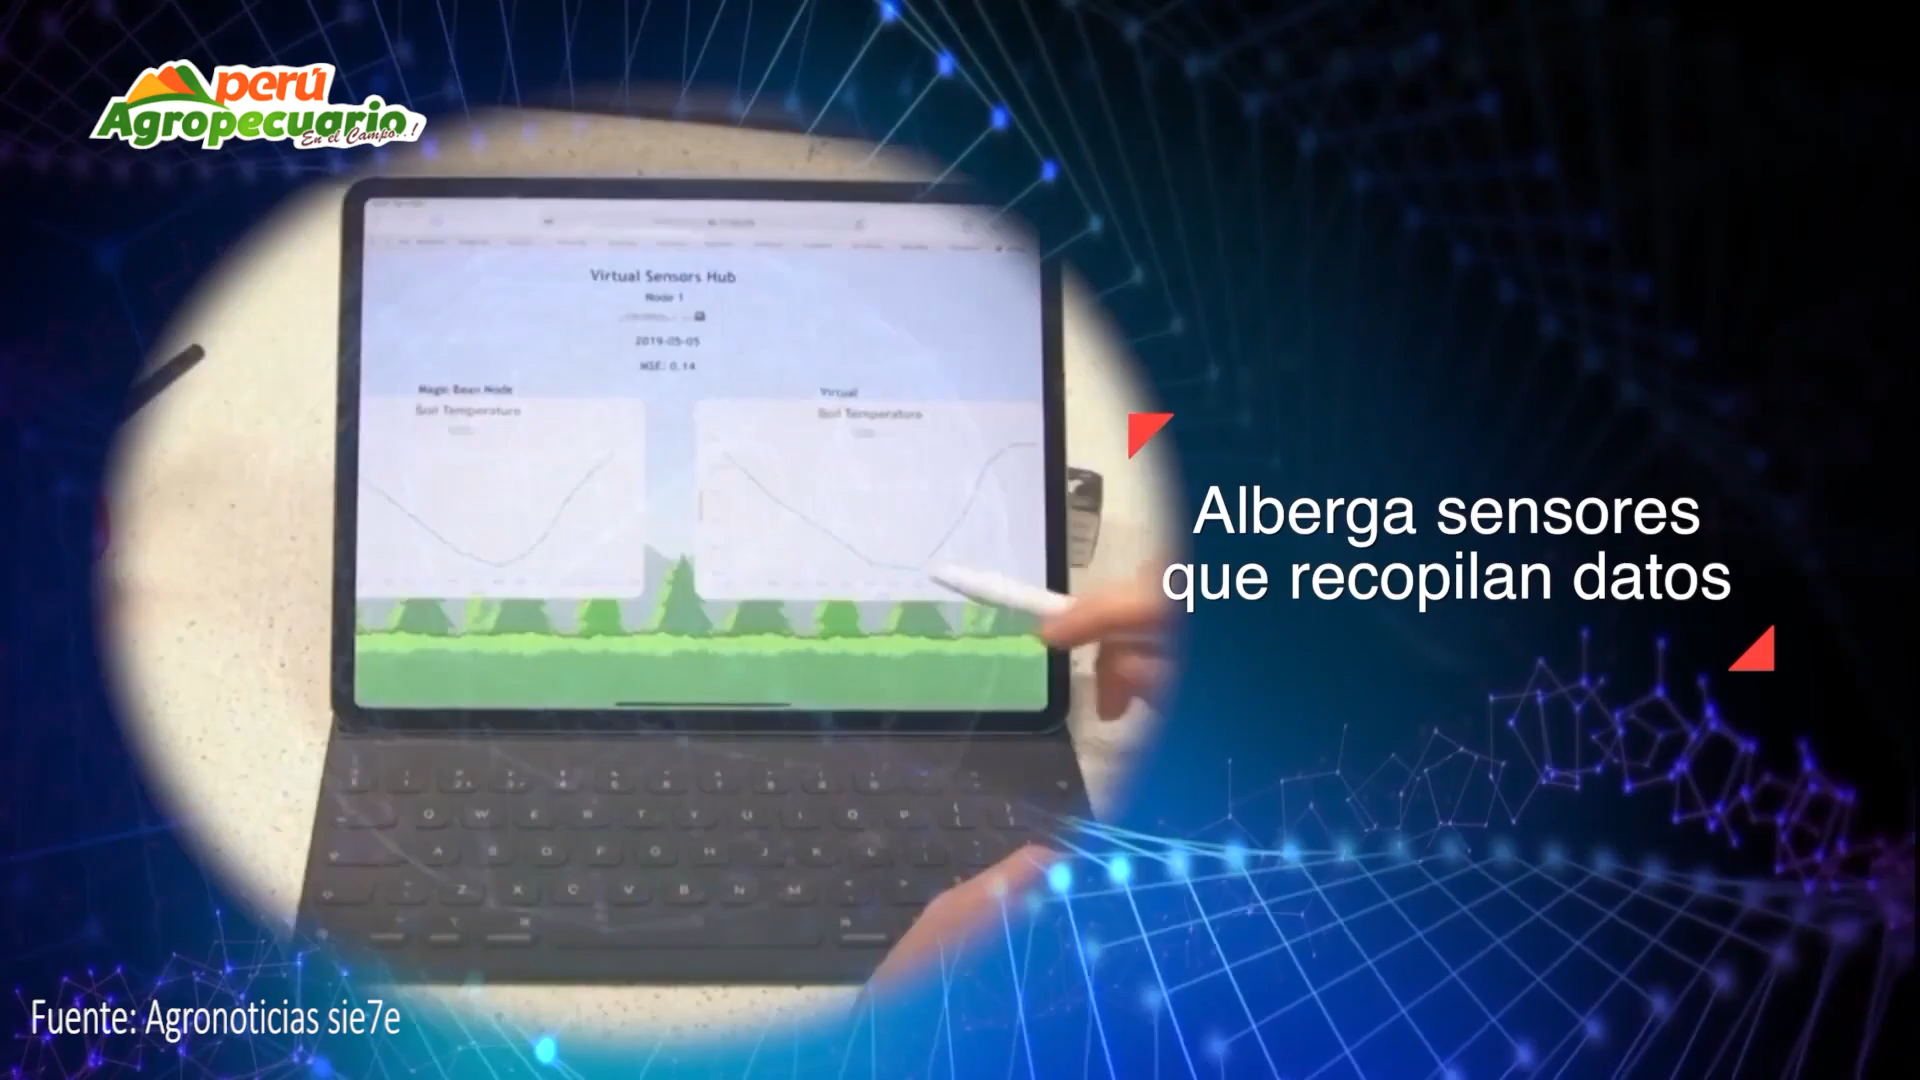 perú
Agropecuario
En el Campo..!
Virtual Sensors Hub
Node 1
2019-05-05
MSE: 0.14
Magic Bean Node
Soil Temperature
Virtual
Soil Temperature
Alberga sensores
que recopilan datos
Q W E R T Y U I O P
A S D F G H J K L
Z X C V B N M
Fuente: Agronoticias sie7e